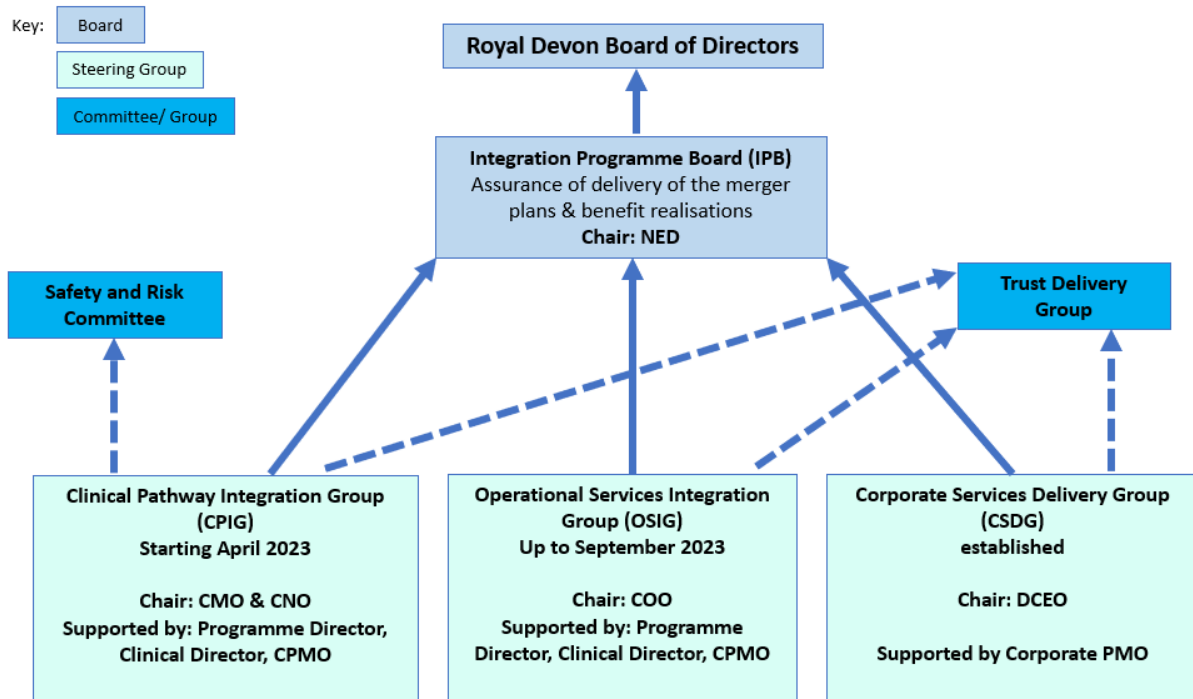 Key:
Board
Steering Group
Committee/ Group
Royal Devon Board of Directors
Integration Programme Board (IPB)
Assurance of delivery of the merger
plans & benefit realisations
Chair: NED
Safety and Risk
Committee
Trust Delivery
Group
Clinical Pathway Integration Group
(CPIG)
Starting April 2023
Chair: CMO & CNO
Supported by: Programme Director,
Clinical Director, CPMO
Operational Services Integration
Group (OSIG)
Up to September 2023
Chair: COO
Supported by: Programme
Director, Clinical Director, CPMO
Corporate Services Delivery Group
(CSDG)
established
Chair: DCEO
Supported by Corporate PMO